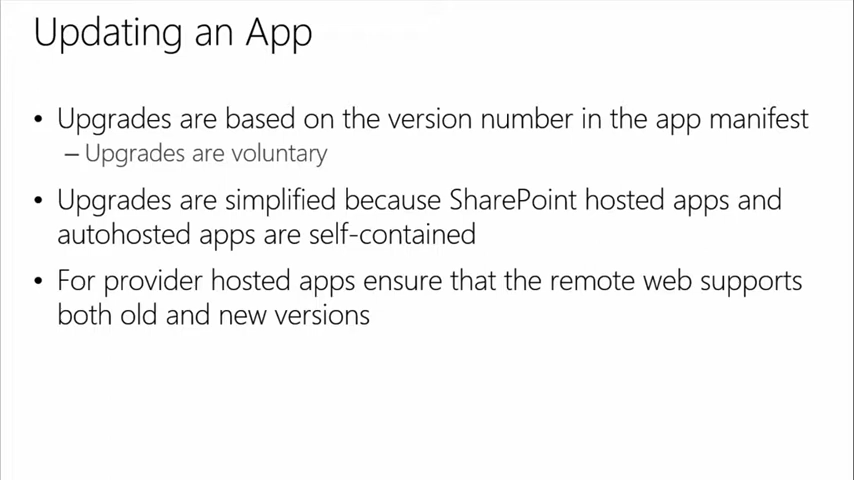 Updating an App
• Upgrades are based on the version number in the app manifest
– Upgrades are voluntary
• Upgrades are simplified because SharePoint hosted apps and
autohosted apps are self-contained
• For provider hosted apps ensure that the remote web supports
both old and new versions